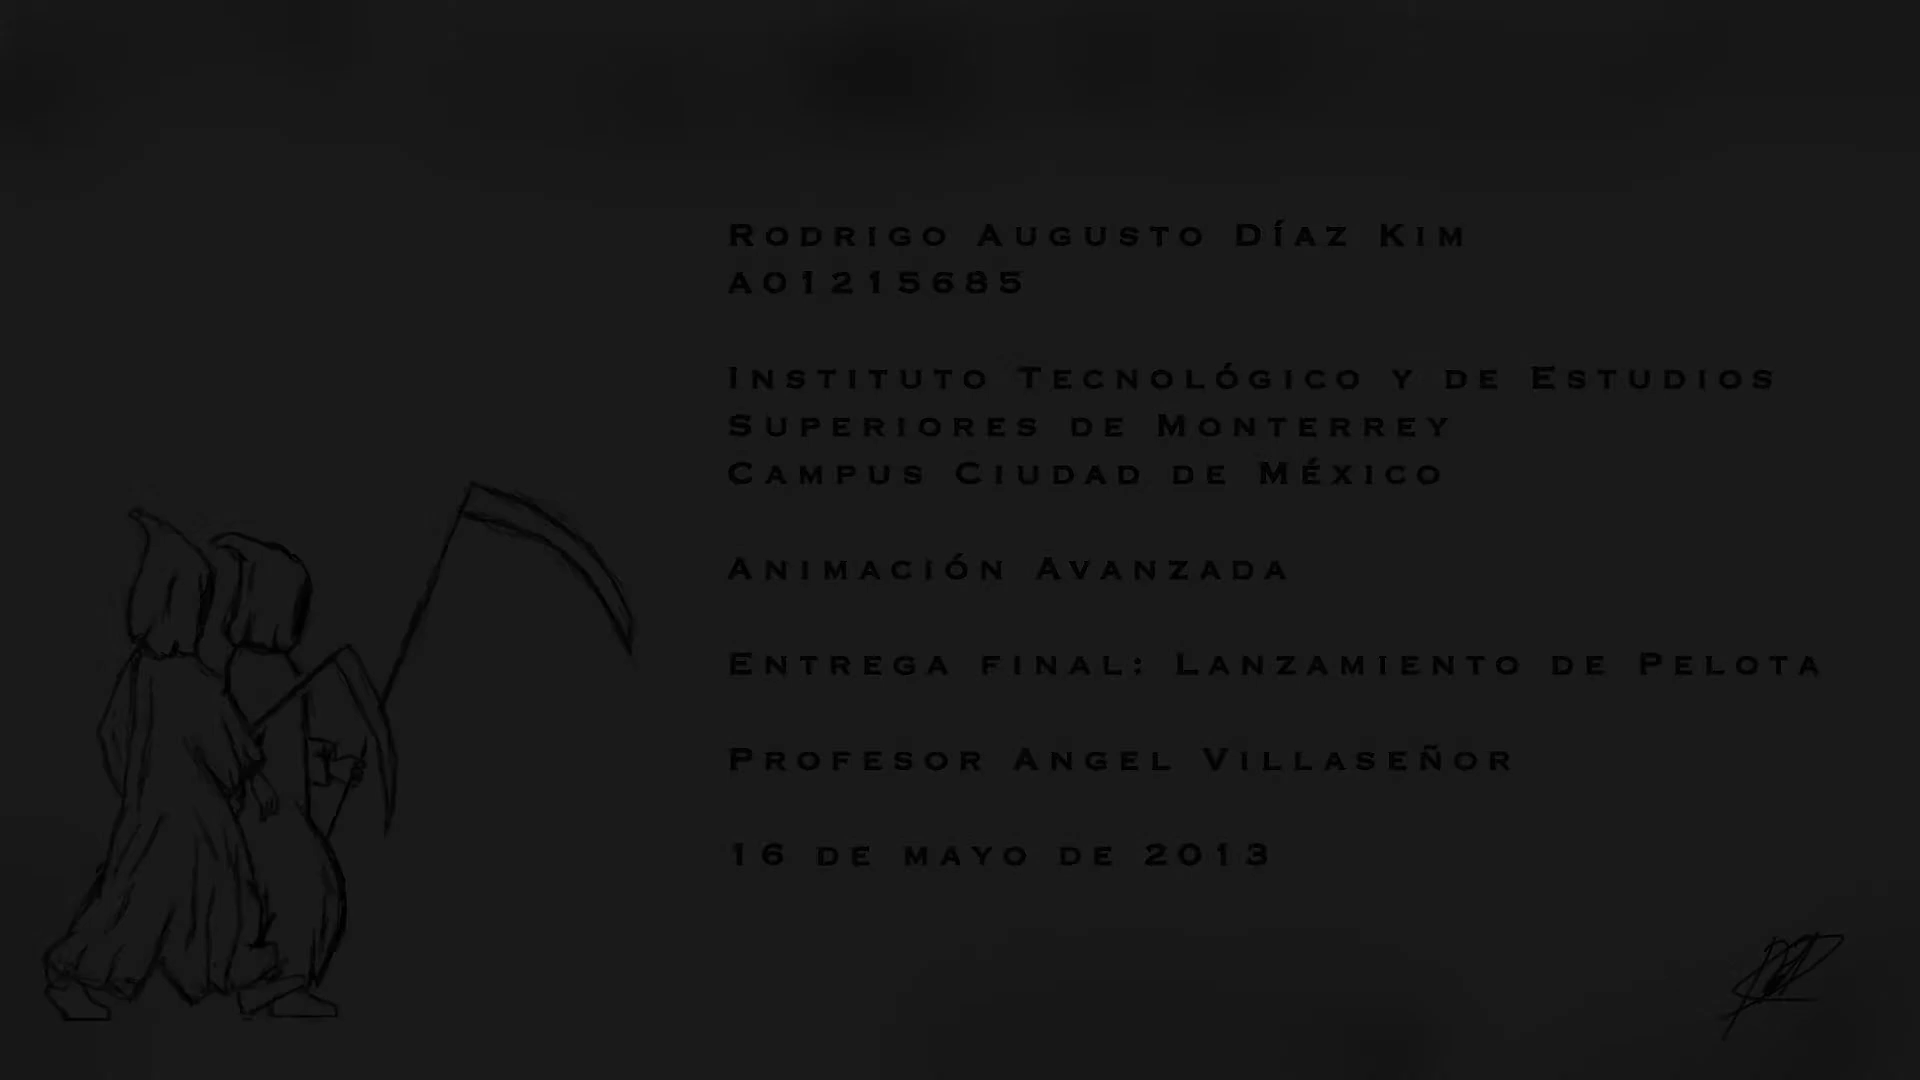 Rodrigo Augusto Díaz Kim
A01215685
Instituto Tecnológico y de Estudios
Superiores de Monterrey
Campus Ciudad de México
Animación Avanzada
Entrega final: Lanzamiento de Pelota
Profesor Angel Villaseñor
16 de mayo de 2013